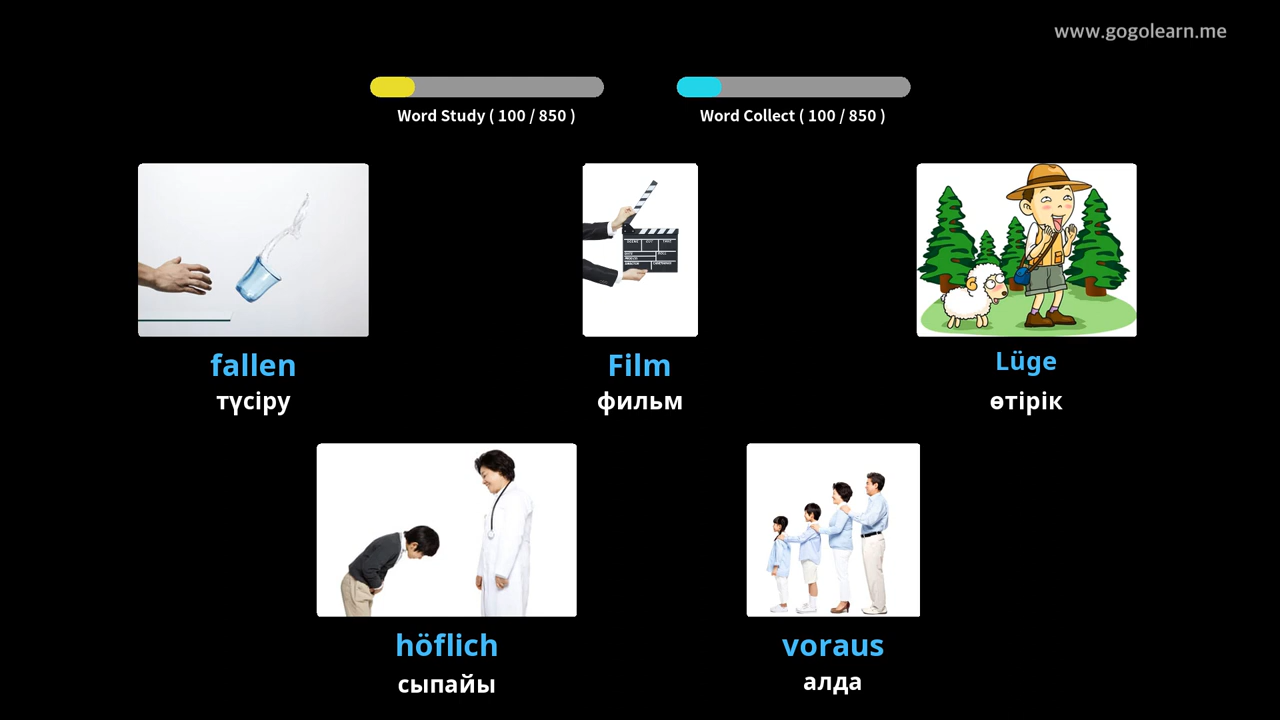 www.gogolearn.me
Word Study ( 100 / 850 )
Word Collect ( 100 / 850 )
fallen
түсіру
Film
фильм
Lüge
өтірік
höflich
сыпайы
voraus
алда